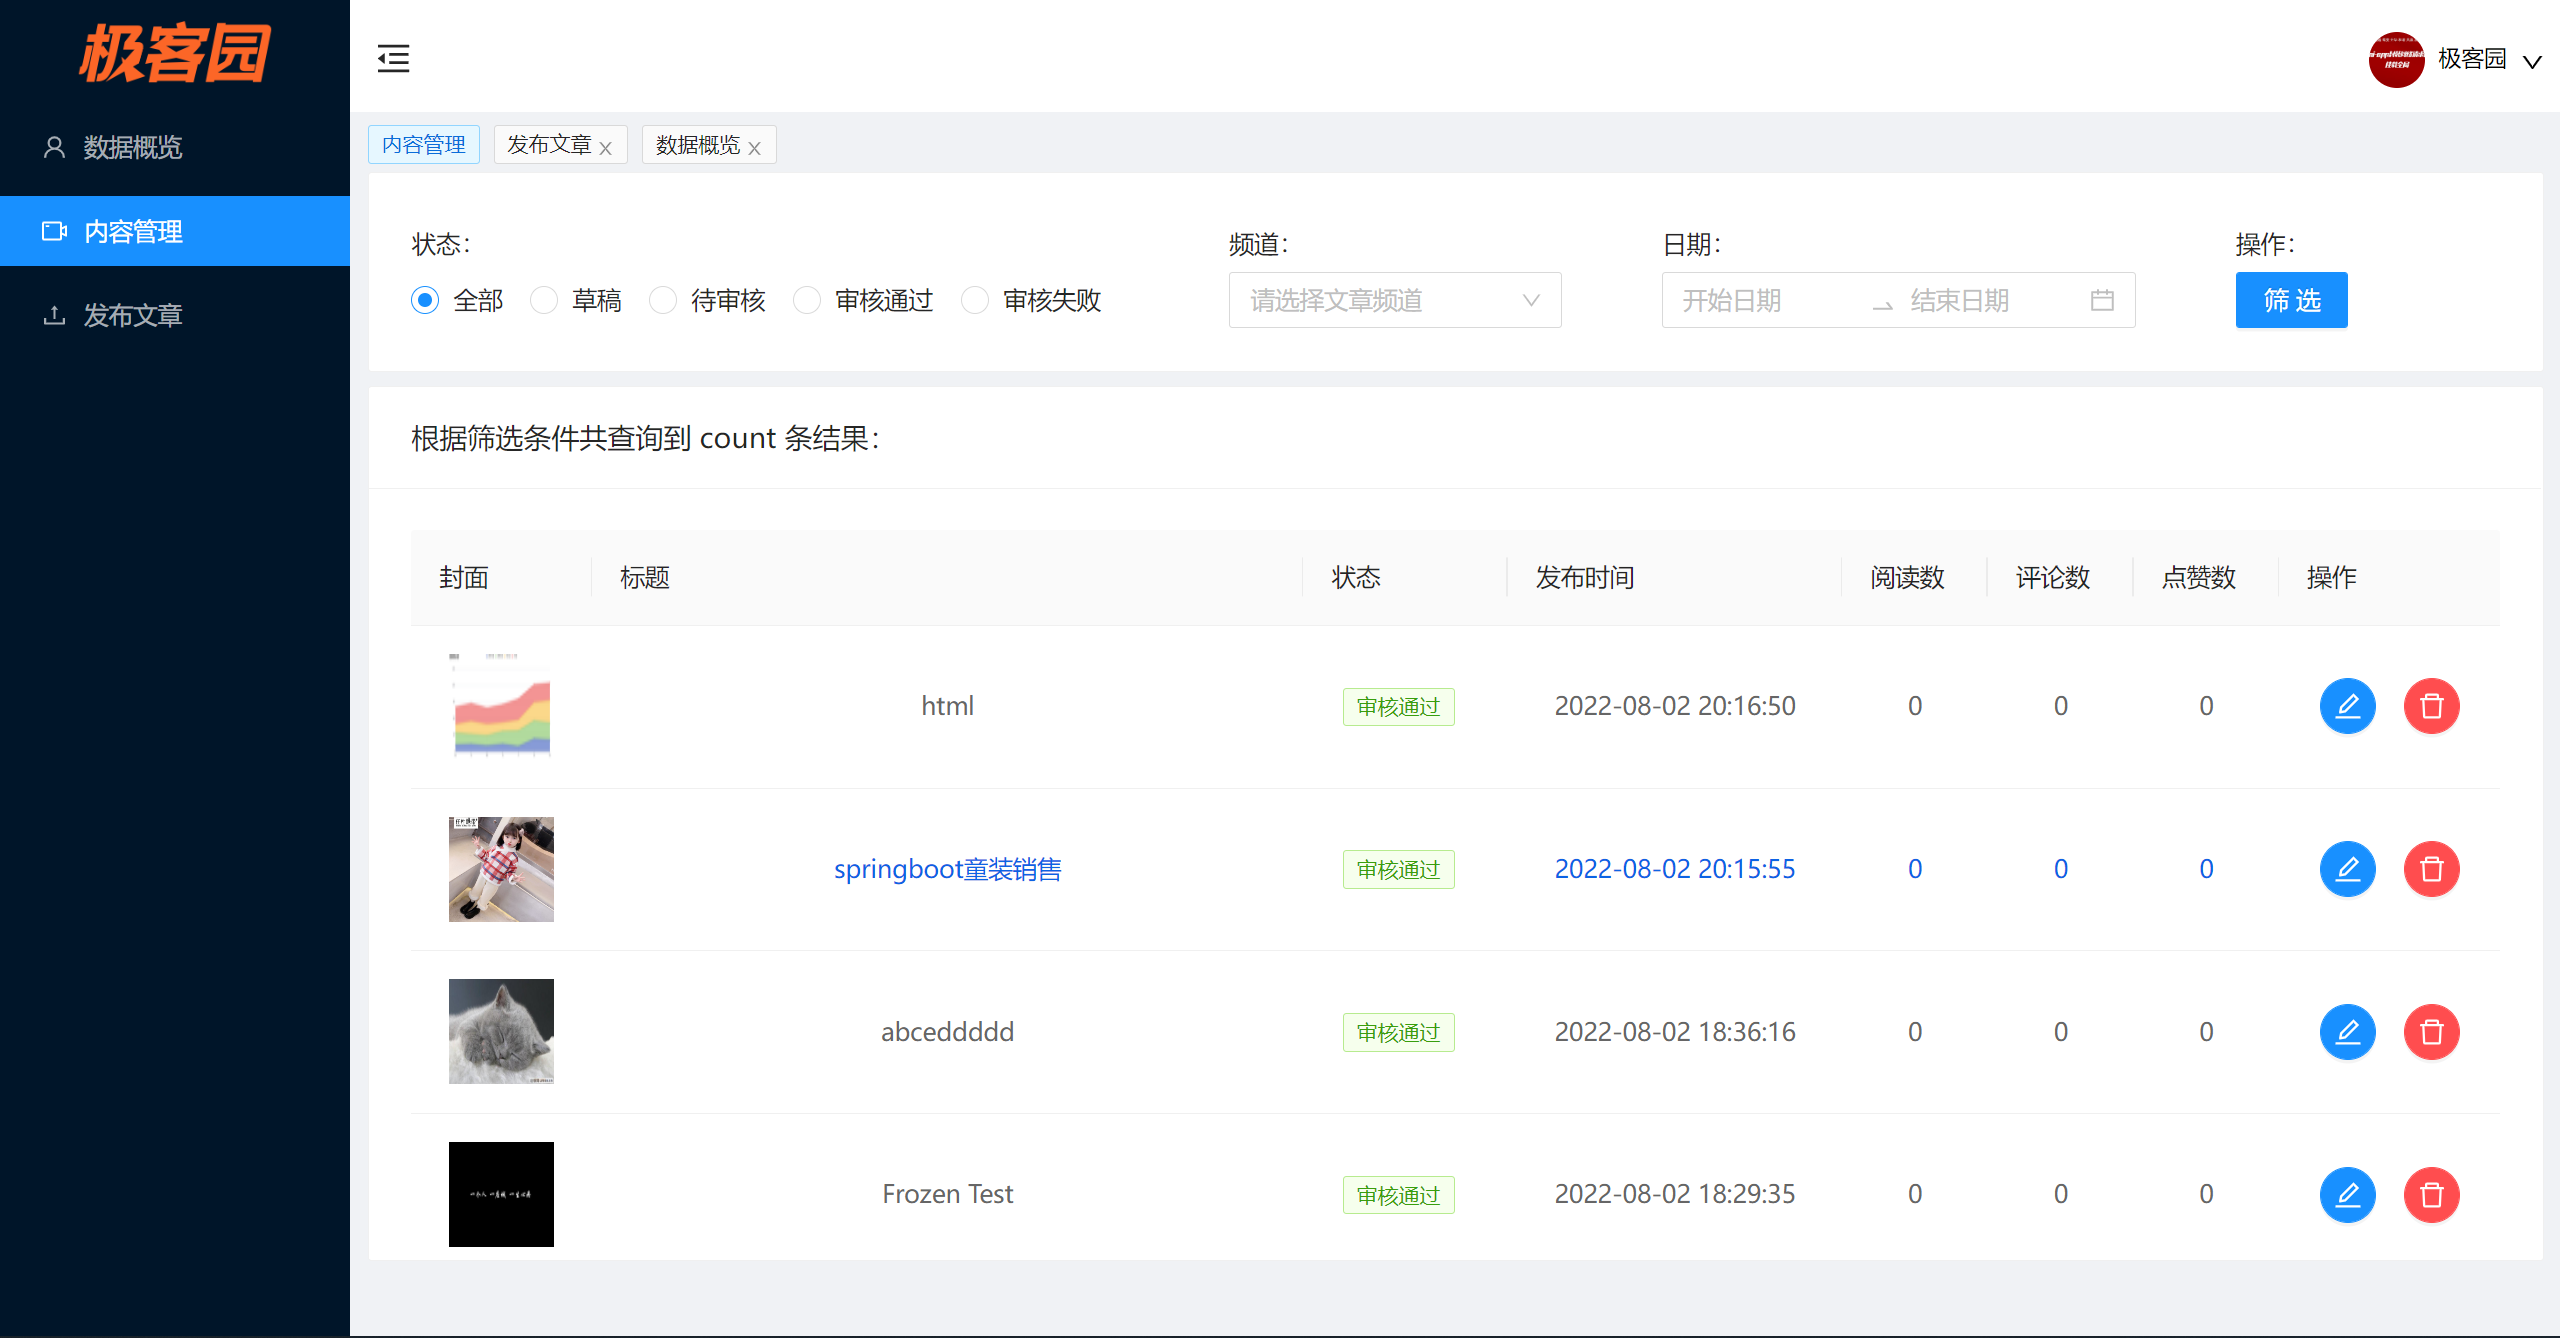 极客园
极客园
数据概览
内容管理
发布文章
内容管理 发布文章 x 数据概览 x
状态： 频道： 日期： 操作：
全部 草稿 待审核 审核通过 审核失败 请选择文章频道 开始日期 结束日期 筛 选
根据筛选条件共查询到 count 条结果：
封面 标题 状态 发布时间 阅读数 评论数 点赞数 操作
html 审核通过 2022-08-02 20:16:50 0 0 0
springboot童装销售 审核通过 2022-08-02 20:15:55 0 0 0
abceddddd 审核通过 2022-08-02 18:36:16 0 0 0
Frozen Test 审核通过 2022-08-02 18:29:35 0 0 0